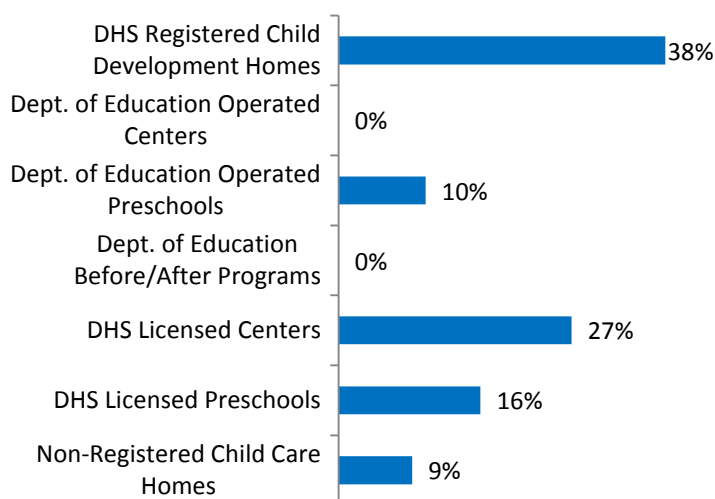 DHS Registered Child
Development Homes
38%
Dept. of Education Operated
Centers
0%
Dept. of Education Operated
Preschools
10%
Dept. of Education
Before/After Programs
0%
DHS Licensed Centers
27%
DHS Licensed Preschools
16%
Non-Registered Child Care
Homes
9%